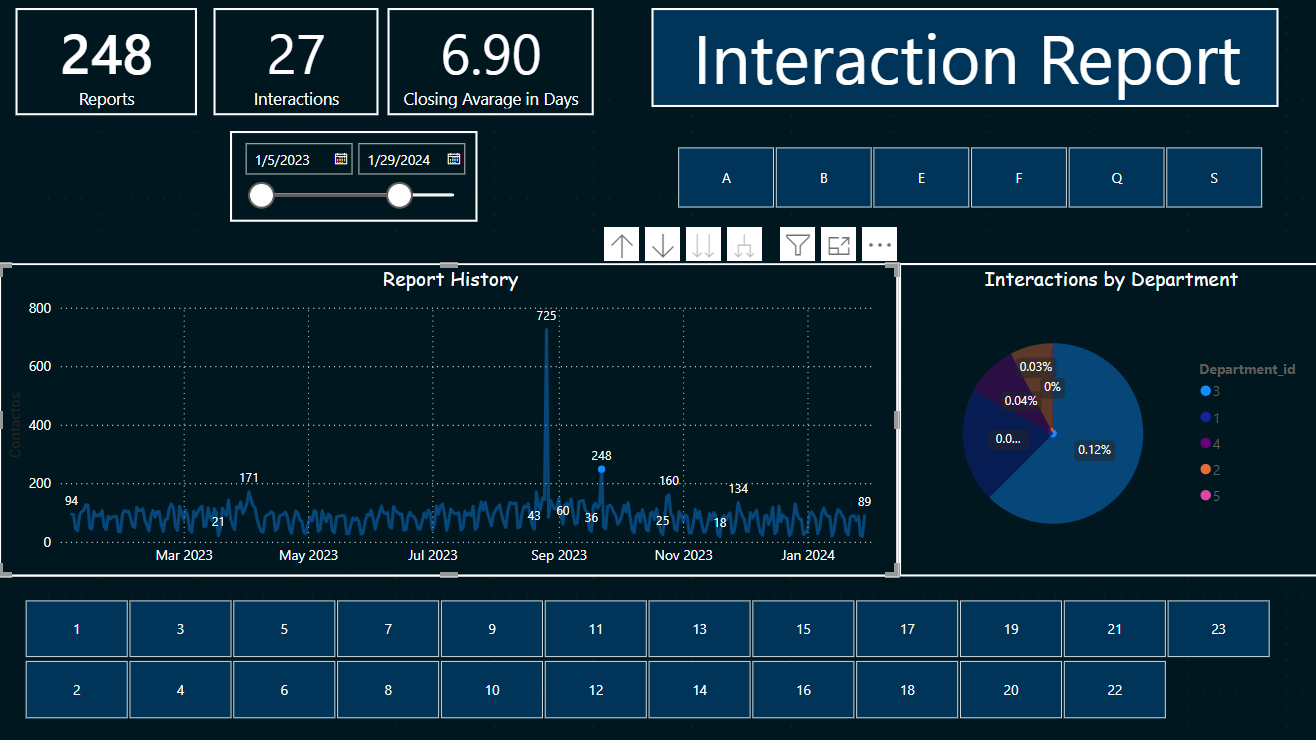 248
Reports
27
Interactions
6.90
Closing Avarage in Days
Interaction Report
1/5/2023
1/29/2024
A
B
E
F
Q
S
Report History
Contactos
800
600
400
200
0
94
21
171
43
725
60
36
248
25
160
18
134
89
Mar 2023
May 2023
Jul 2023
Sep 2023
Nov 2023
Jan 2024
Interactions by Department
0.03%
0%
0.04%
0.0...
0.12%
Department_id
3
1
4
2
5
1 3 5 7 9 11 13 15 17 19 21 23
2 4 6 8 10 12 14 16 18 20 22